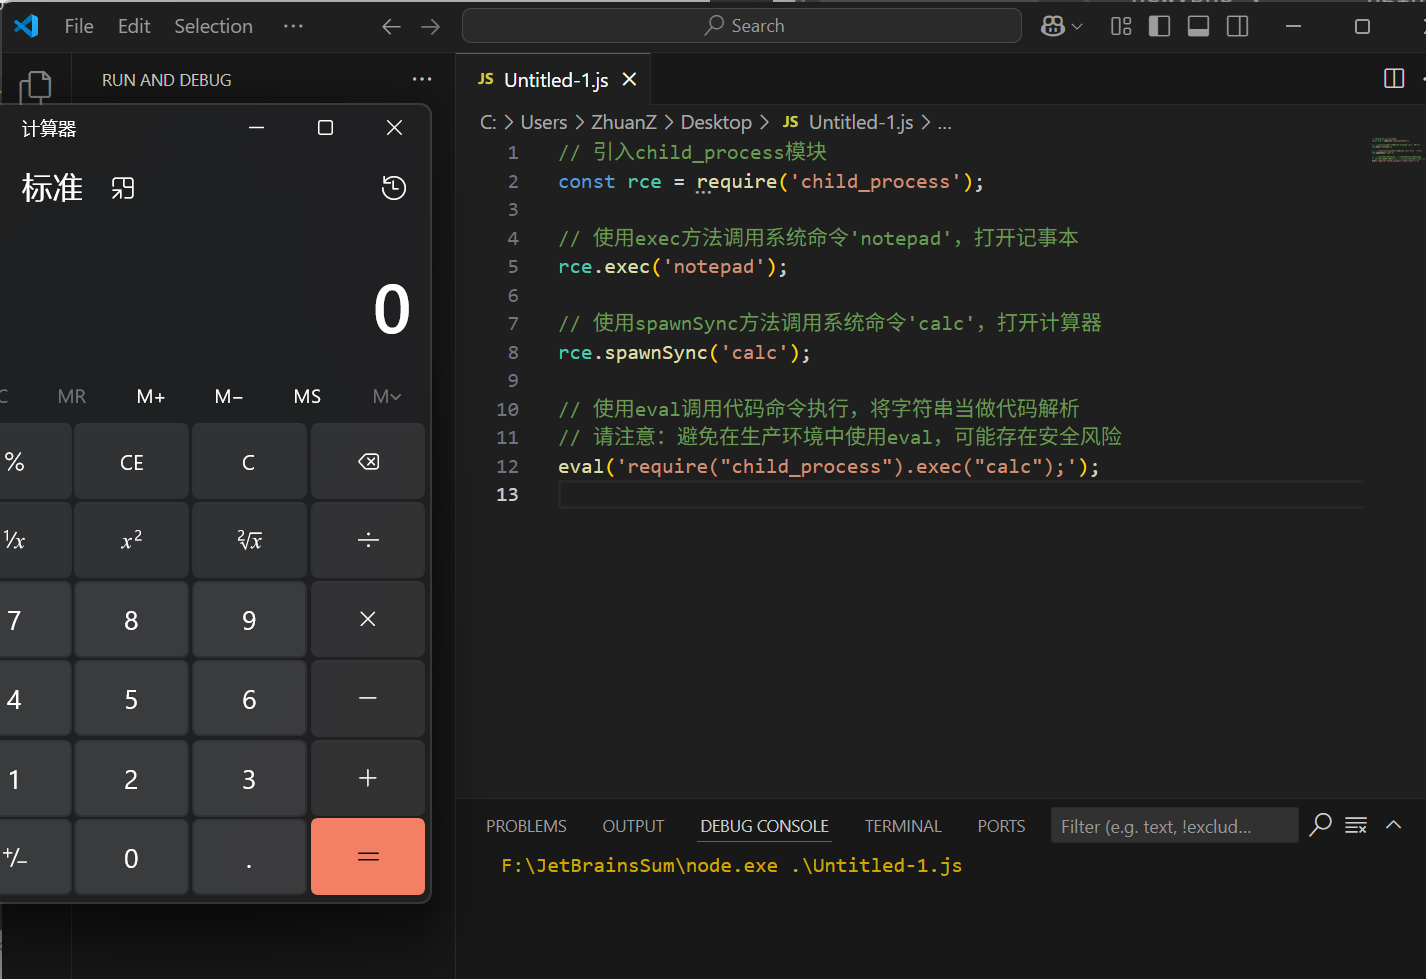 File Edit Selection ··· Search
RUN AND DEBUG ···
JS Untitled-1.js
C: > Users > ZhuanZ > Desktop > JS Untitled-1.js > ...
计算器
标准
0
MR M+ M− MS M
% CE C
¹/x x² ²√x ÷
7 8 9 ×
4 5 6 −
1 2 3 +
+/− 0 . =
1 // 引入child_process模块
2 const rce = require('child_process');
3
4 // 使用exec方法调用系统命令'notepad'，打开记事本
5 rce.exec('notepad');
6
7 // 使用spawnSync方法调用系统命令'calc'，打开计算器
8 rce.spawnSync('calc');
9
10 // 使用eval调用代码命令执行，将字符串当做代码解析
11 // 请注意：避免在生产环境中使用eval，可能存在安全风险
12 eval('require("child_process").exec("calc");');
13
PROBLEMS OUTPUT DEBUG CONSOLE TERMINAL PORTS Filter (e.g. text, !exclud...
F:\JetBrainsSum\node.exe .\Untitled-1.js